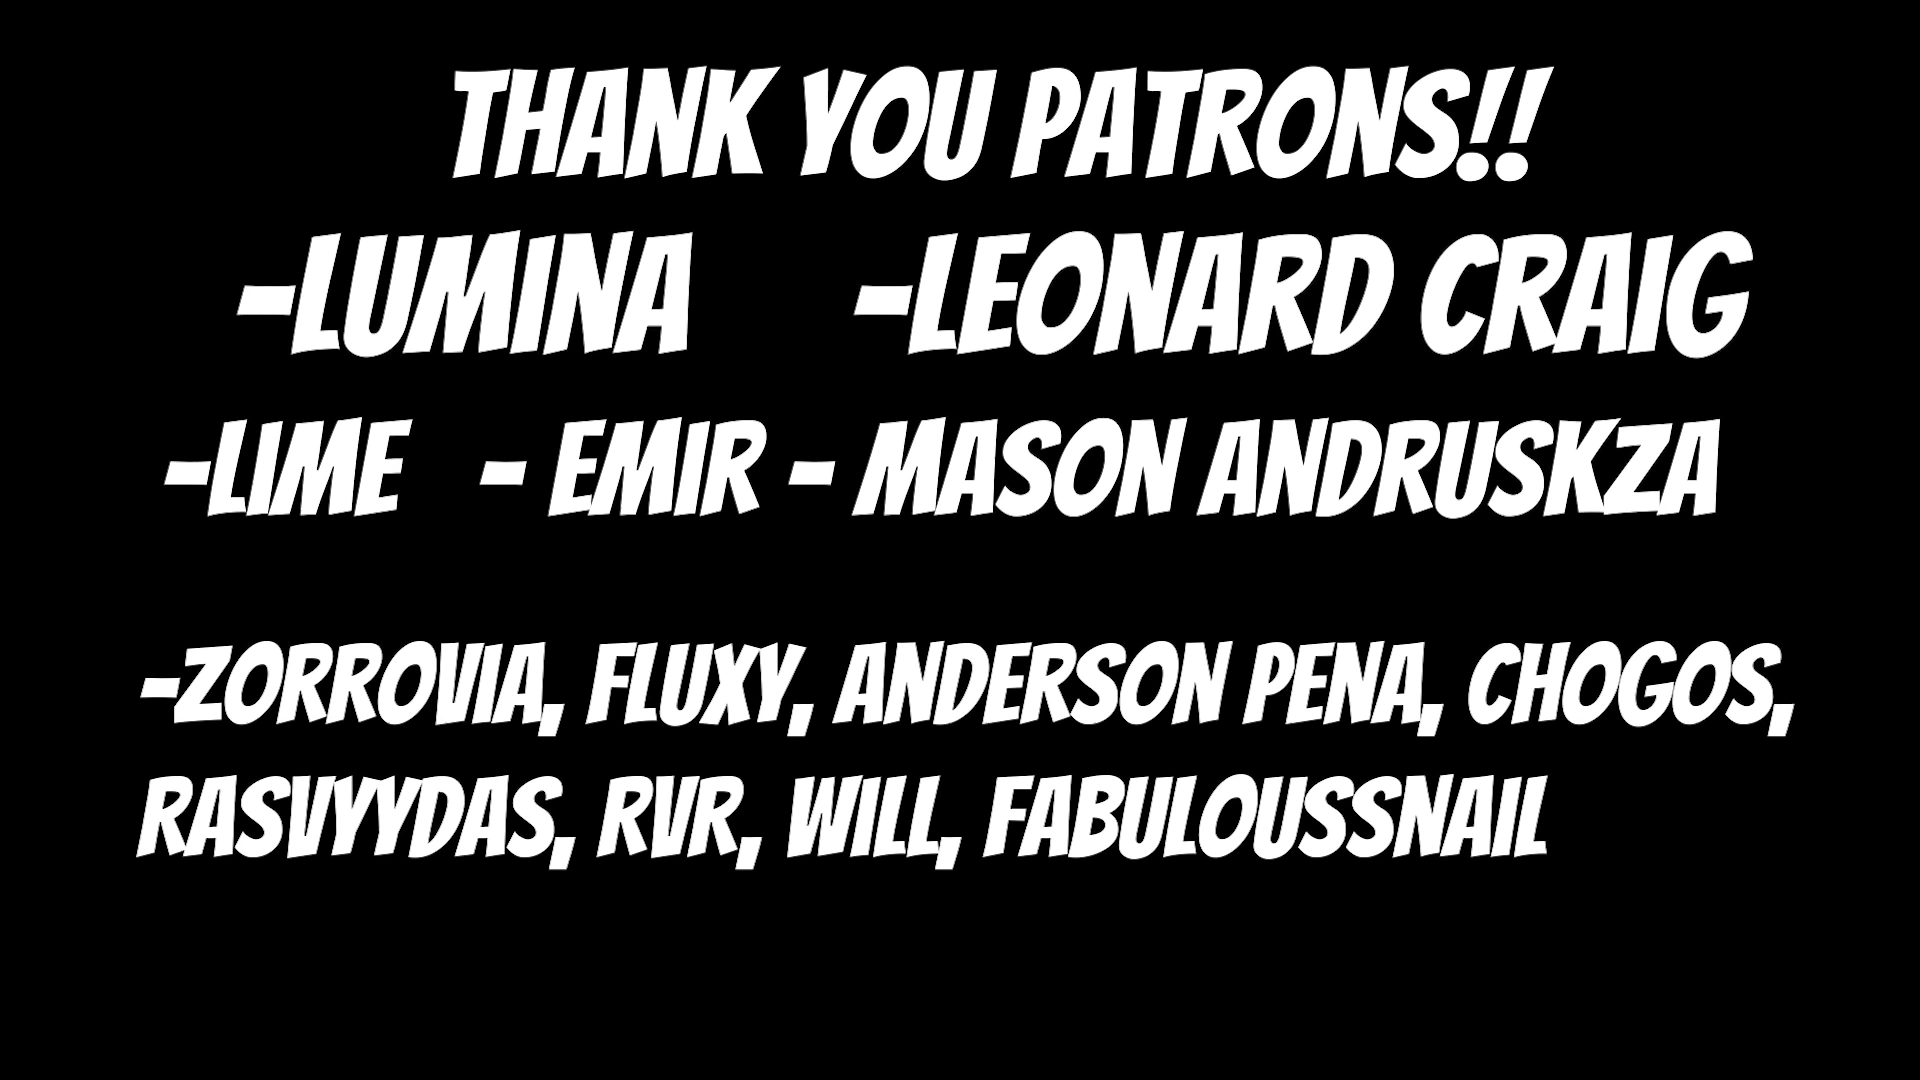 THANK YOU PATRONS!!
-LUMINA -LEONARD CRAIG
-LIME - EMIR - MASON ANDRUSKZA
-ZORROVIA, FLUXY, ANDERSON PENA, CHOGOS,
RASVYYDAS, RVR, WILL, FABULOUSSNAIL